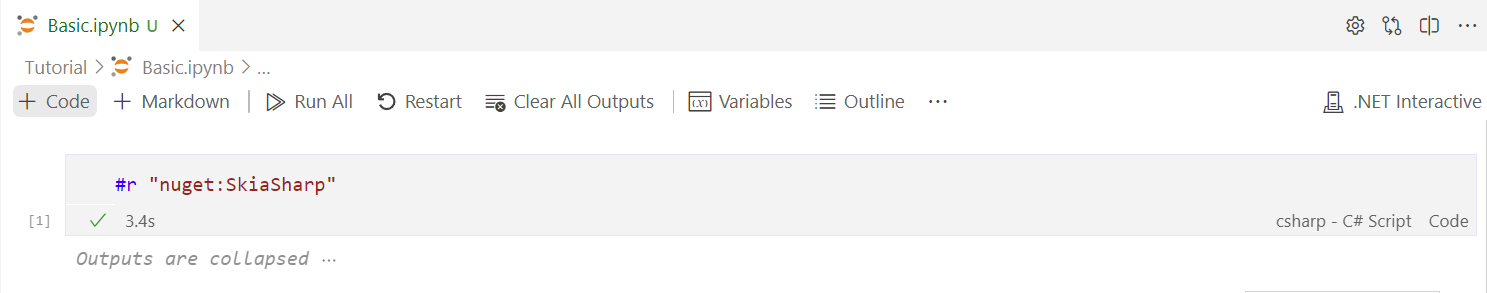 Basic.ipynb U
Tutorial > Basic.ipynb > ...
+ Code + Markdown | Run All Restart Clear All Outputs | Variables Outline ... .NET Interactive
#r "nuget:SkiaSharp"
[1] ✓ 3.4s csharp - C# Script Code
Outputs are collapsed ...